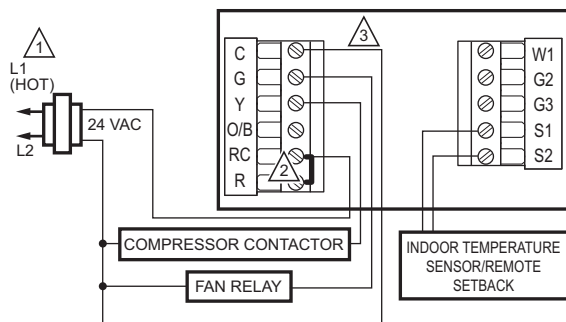 1
L1
(HOT)
L2
24 VAC
3
C
G
Y
O/B
RC
R
2
W1
G2
G3
S1
S2
COMPRESSOR CONTACTOR
FAN RELAY
INDOOR TEMPERATURE
SENSOR/REMOTE
SETBACK